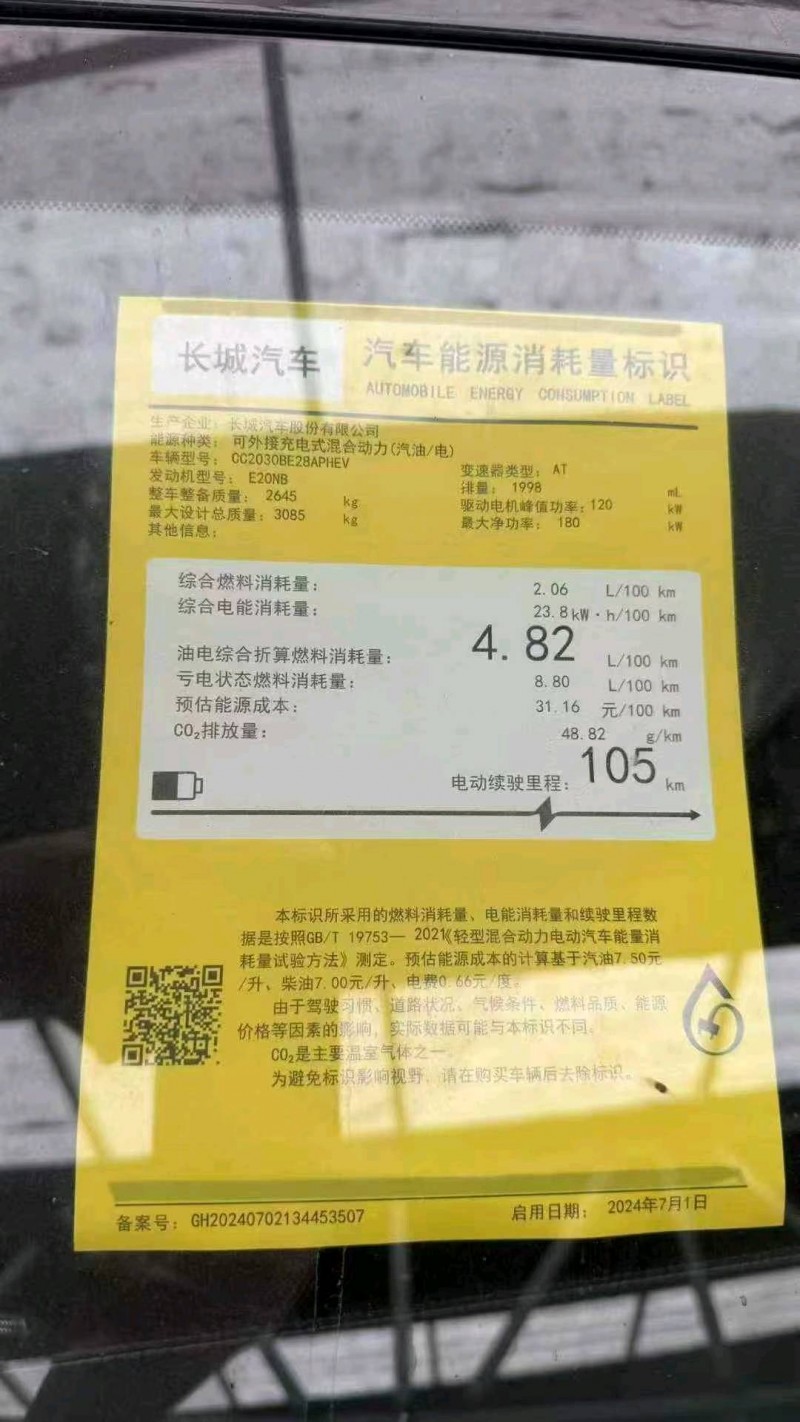 长城汽车
汽车能源消耗量标识
AUTOMOBILE ENERGY CONSUMPTION LABEL
生产企业: 长城汽车股份有限公司
能源种类: 可外接充电式混合动力(汽油/电)
车辆型号: CC2030BE28APHEV
变速器类型: AT
发动机型号: E20NB
排量: 1998 mL
整车整备质量: 2645 kg
驱动电机峰值功率: 120 kW
最大设计总质量: 3085 kg
最大净功率: 180 kW
其他信息:
综合燃料消耗量: 2.06 L/100 km
综合电能消耗量: 23.8 kW·h/100 km
油电综合折算燃料消耗量: 4.82 L/100 km
亏电状态燃料消耗量: 8.80 L/100 km
预估能源成本: 31.16 元/100 km
CO₂排放量: 48.82 g/km
电动续驶里程: 105 km
本标识所采用的燃料消耗量、电能消耗量和续驶里程数
据是按照GB/T 19753— 2021《轻型混合动力电动汽车能量消
耗量试验方法》测定。预估能源成本的计算基于汽油7.50元
/升、柴油7.00元/升、电费0.66元/度。
由于驾驶习惯、道路状况、气候条件、燃料品质、能源
价格等因素的影响，实际数据可能与本标识不同。
CO₂是主要温室气体之一
为避免标识影响视野，请在购买车辆后去除标识。
备案号: GH20240702134453507
启用日期: 2024年7月1日